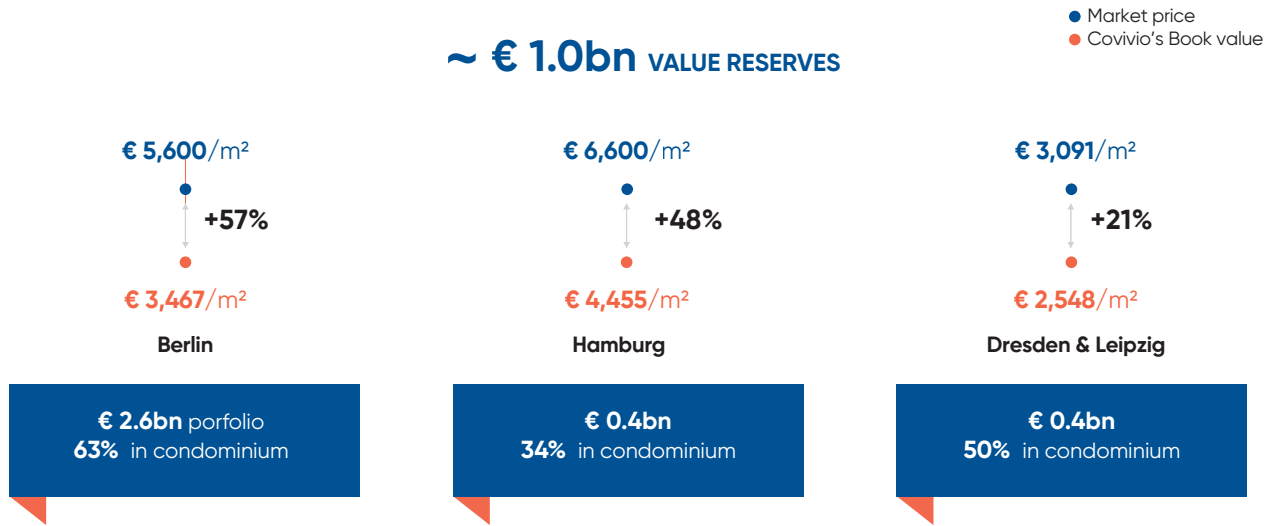 Market price
Covivio's Book value
~ € 1.0bn VALUE RESERVES
€ 5,600/m²
€ 6,600/m²
€ 3,091/m²
+57%
+48%
+21%
€ 3,467/m²
€ 4,455/m²
€ 2,548/m²
Berlin
Hamburg
Dresden & Leipzig
€ 2.6bn porfolio
63% in condominium
€ 0.4bn
34% in condominium
€ 0.4bn
50% in condominium